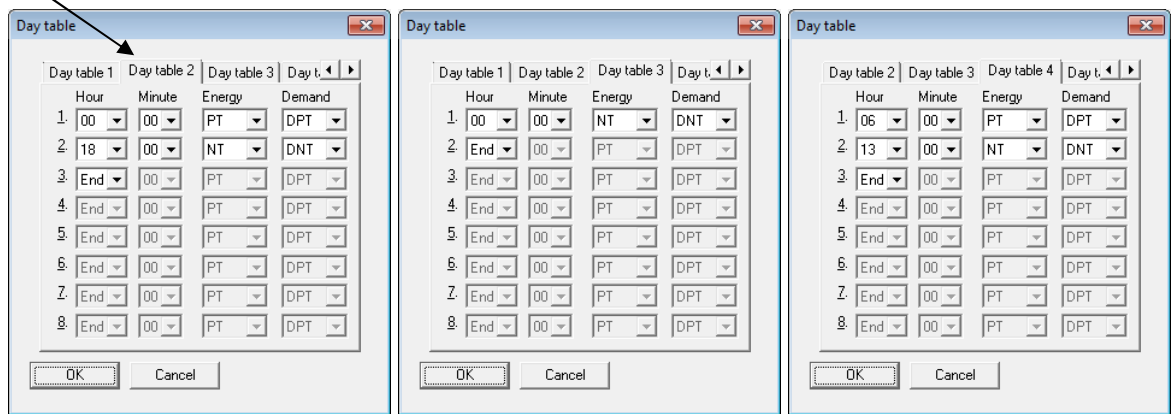 Day table
Day table 1 Day table 2 Day table 3 Day t
Hour Minute Energy Demand
1. 00 00 PT DPT
2. 18 00 NT DNT
3. End 00 PT DPT
4. End 00 PT DPT
5. End 00 PT DPT
6. End 00 PT DPT
7. End 00 PT DPT
8. End 00 PT DPT
OK Cancel
Day table
Day table 1 Day table 2 Day table 3 Day t
Hour Minute Energy Demand
1. 00 00 NT DNT
2. End 00 PT DPT
3. End 00 PT DPT
4. End 00 PT DPT
5. End 00 PT DPT
6. End 00 PT DPT
7. End 00 PT DPT
8. End 00 PT DPT
OK Cancel
Day table
Day table 2 Day table 3 Day table 4 Day t
Hour Minute Energy Demand
1. 06 00 PT DPT
2. 13 00 NT DNT
3. End 00 PT DPT
4. End 00 PT DPT
5. End 00 PT DPT
6. End 00 PT DPT
7. End 00 PT DPT
8. End 00 PT DPT
OK Cancel